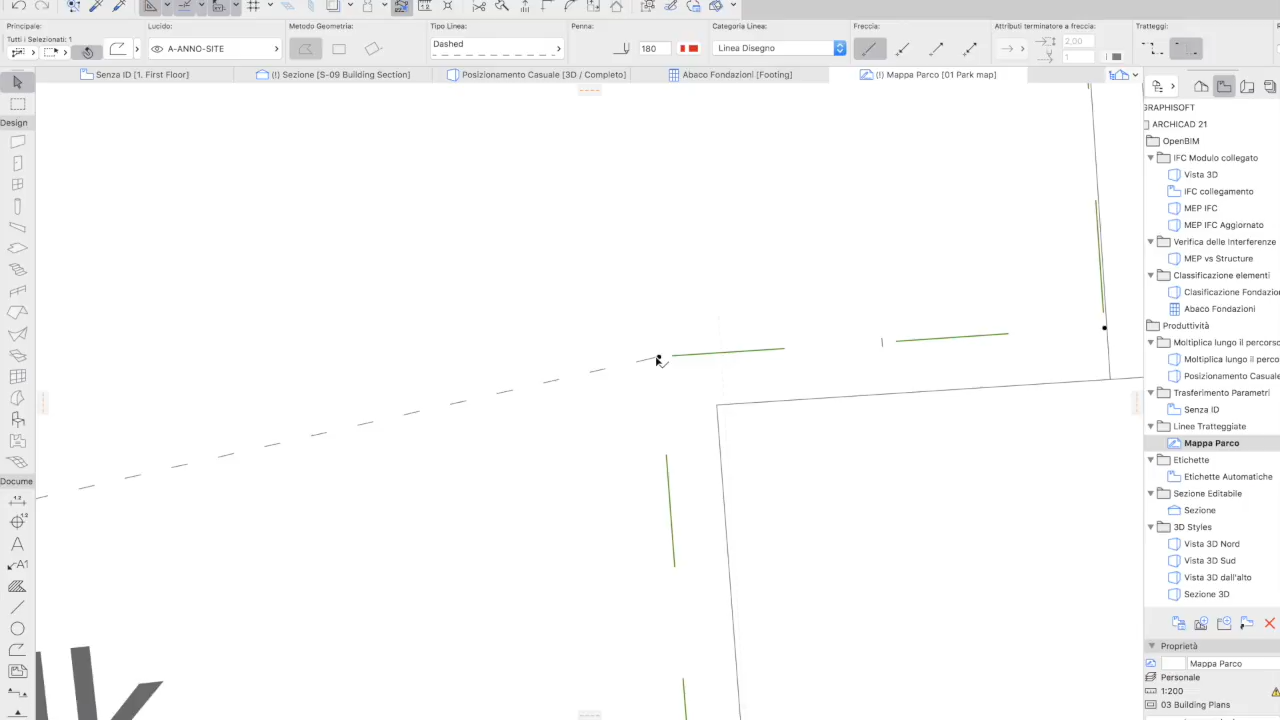 Principale:
Tutti i Selezionati: 1
Lucido:
A-ANNO-SITE
Metodo Geometria:
Tipo Linea:
Dashed
Penna:
180
Categoria Linea:
Linea Disegno
Freccia:
Attributi terminatore a freccia:
2,00
1
Tratteggi:
Senza ID [1. First Floor]
(!) Sezione [S-09 Building Section]
Posizionamento Casuale [3D / Completo]
Abaco Fondazioni [Footing]
(!) Mappa Parco [01 Park map]
Design
Docume
1.2
1.2
A
A1
k
GRAPHISOFT
ARCHICAD 21
OpenBIM
IFC Modulo collegato
Vista 3D
IFC collegamento
MEP IFC
MEP IFC Aggiornato
Verifica delle Interferenze
MEP vs Structure
Classificazione elementi
Clasificazione Fondazio
Abaco Fondazioni
Produttività
Moltiplica lungo il percorso
Moltiplica lungo il perco
Posizionamento Casuale
Trasferimento Parametri
Senza ID
Linee Tratteggiate
Mappa Parco
Etichette
Etichette Automatiche
Sezione Editabile
Sezione
3D Styles
Vista 3D Nord
Vista 3D Sud
Vista 3D dall'alto
Sezione 3D
Proprietà
Mappa Parco
Personale
1:200
03 Building Plans